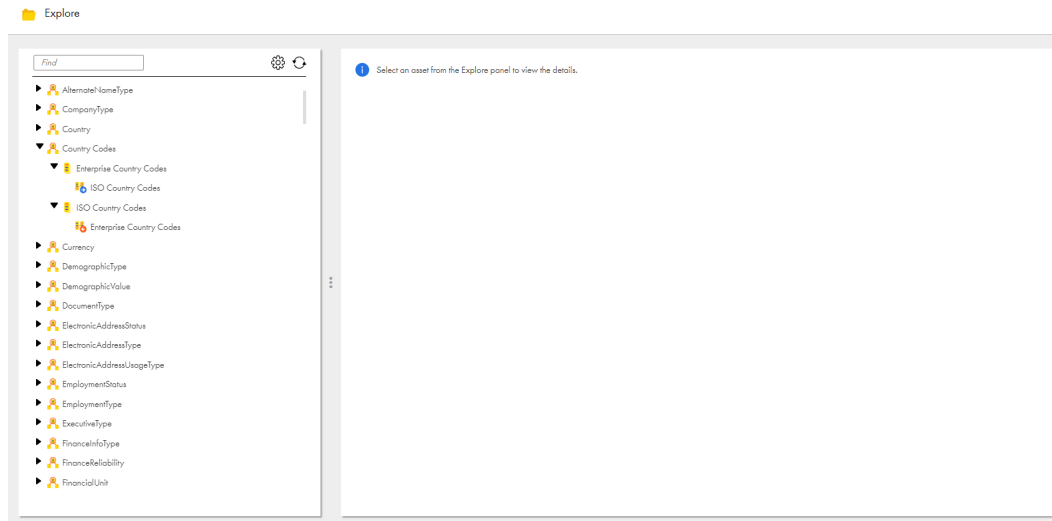 Explore
Find
Select an asset from the Explore panel to view the details.
AlternateNameType
CompanyType
Country
Country Codes
Enterprise Country Codes
ISO Country Codes
ISO Country Codes
Enterprise Country Codes
Currency
DemographicType
DemographicValue
DocumentType
ElectronicAddressStatus
ElectronicAddressType
ElectronicAddressUsageType
EmploymentStatus
EmploymentType
ExecutiveType
FinanceInfoType
FinanceReliability
FinancialUnit